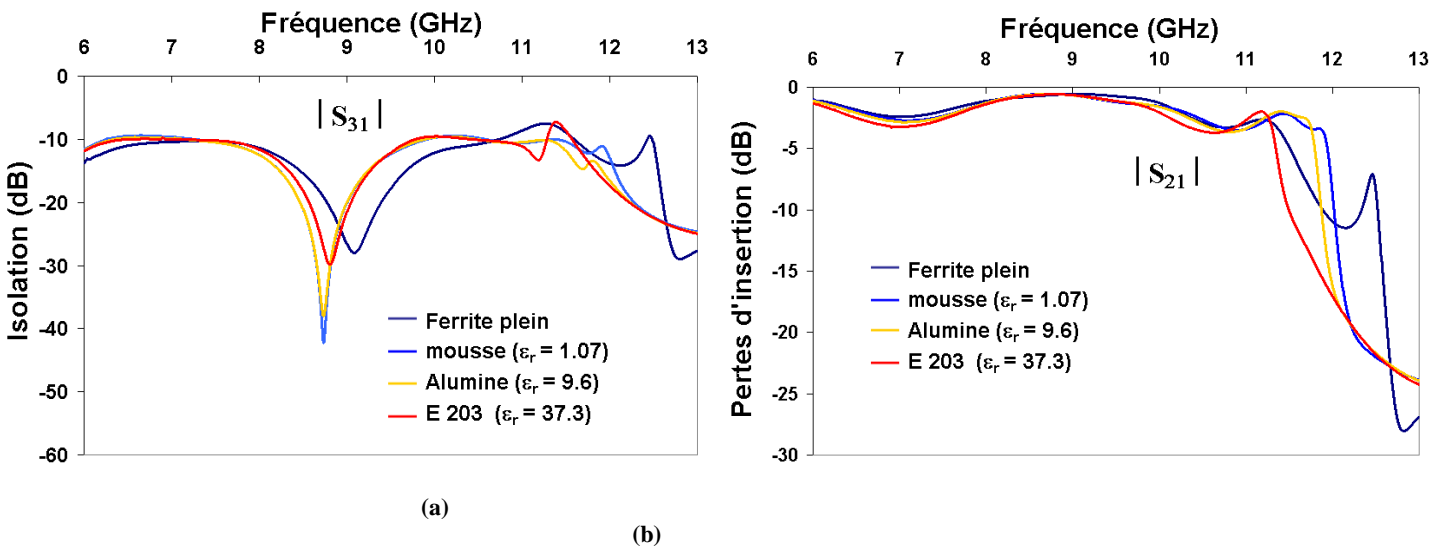 Fréquence (GHz)
6 7 8 9 10 11 12 13
0
-10
-20
-30
-40
-50
-60
Isolation (dB)
|S31|
Ferrite plein
mousse (εr = 1.07)
Alumine (εr = 9.6)
E 203 (εr = 37.3)
(a)
Fréquence (GHz)
6 7 8 9 10 11 12 13
0
-5
-10
-15
-20
-25
-30
Pertes d'insertion (dB)
|S21|
Ferrite plein
mousse (εr = 1.07)
Alumine (εr = 9.6)
E 203 (εr = 37.3)
(b)